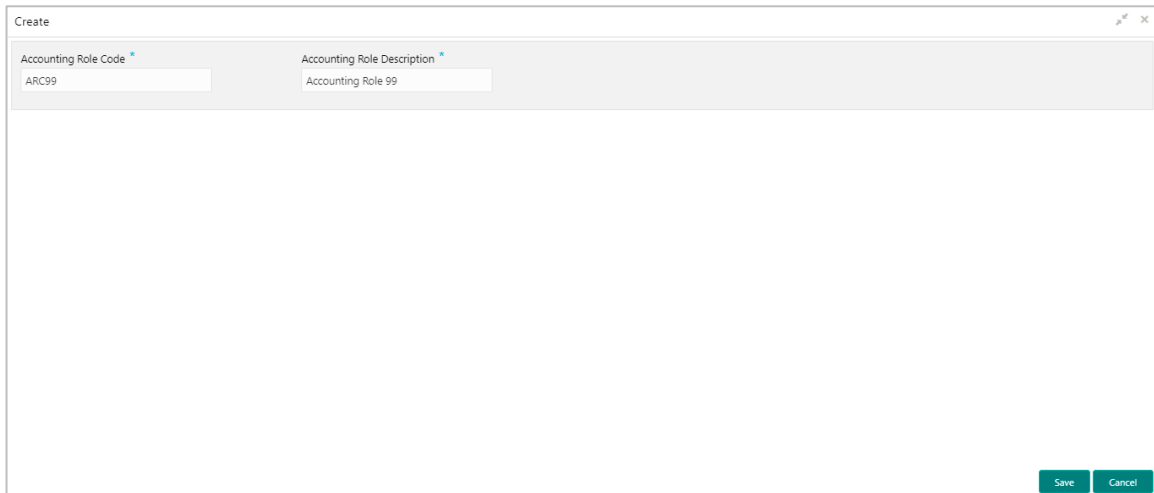 Create
Accounting Role Code *
Accounting Role Description *
ARC99
Accounting Role 99
Save
Cancel